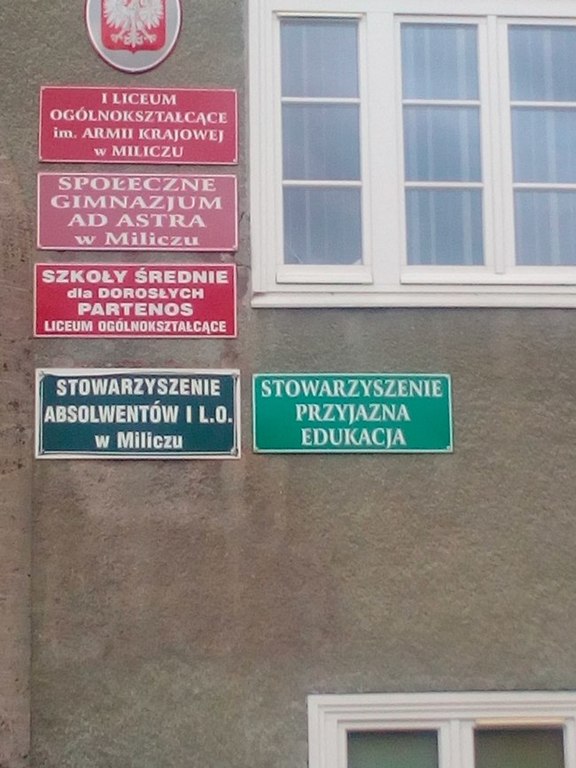 I LICEUM
OGÓLNOKSZTAŁCĄCE
im. ARMII KRAJOWEJ
w MILICZU
SPOŁECZNE
GIMNAZJUM
AD ASTRA
w Miliczu
SZKOŁY ŚREDNIE
dla DOROSŁYCH
PARTENOS
LICEUM OGÓLNOKSZTAŁCĄCE
STOWARZYSZENIE
ABSOLWENTÓW I L.O.
w Miliczu
STOWARZYSZENIE
PRZYJAZNA
EDUKACJA